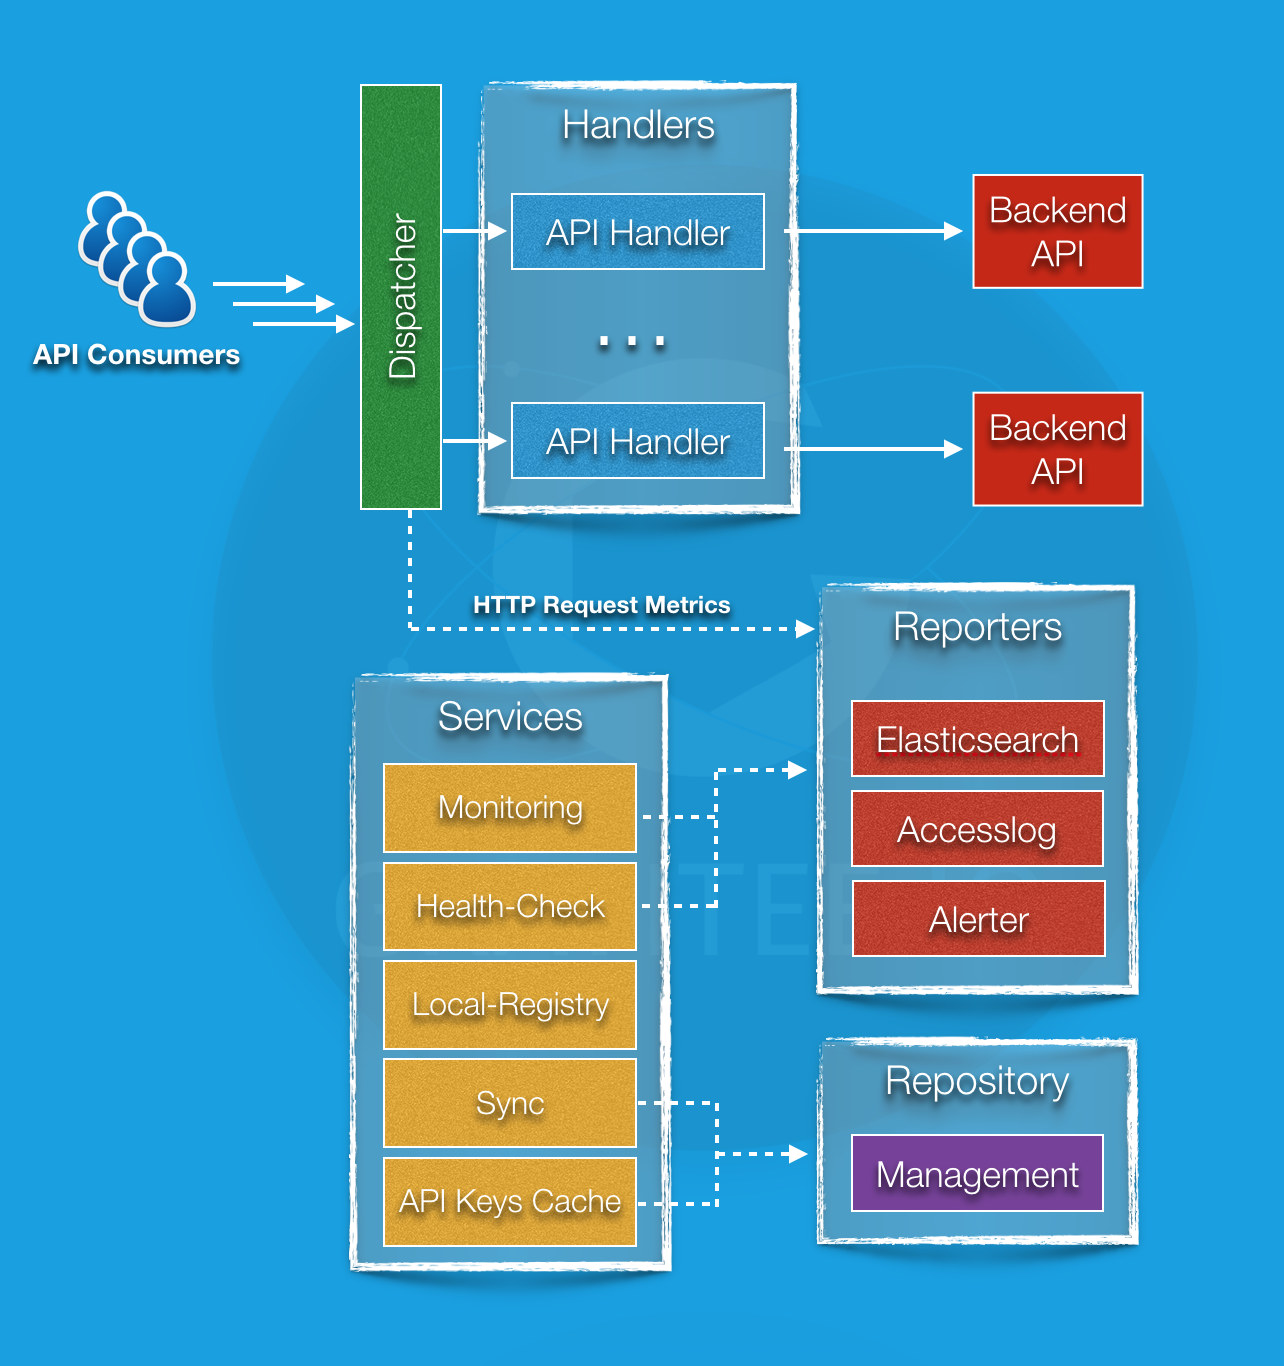 Handlers
API Handler
...
API Handler
Dispatcher
API Consumers
Backend
API
Backend
API
HTTP Request Metrics
Reporters
Elasticsearch
Accesslog
Alerter
Services
Monitoring
Health-Check
Local-Registry
Sync
API Keys Cache
Repository
Management